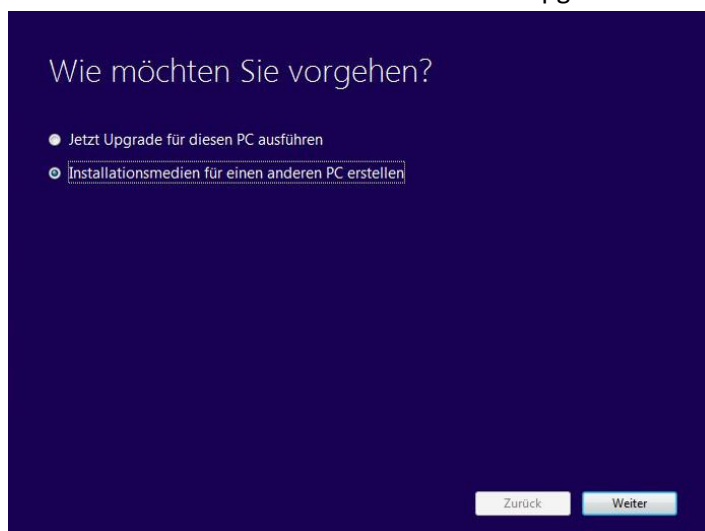 Wie möchten Sie vorgehen?
Jetzt Upgrade für diesen PC ausführen
Installationsmedien für einen anderen PC erstellen
Zurück Weiter